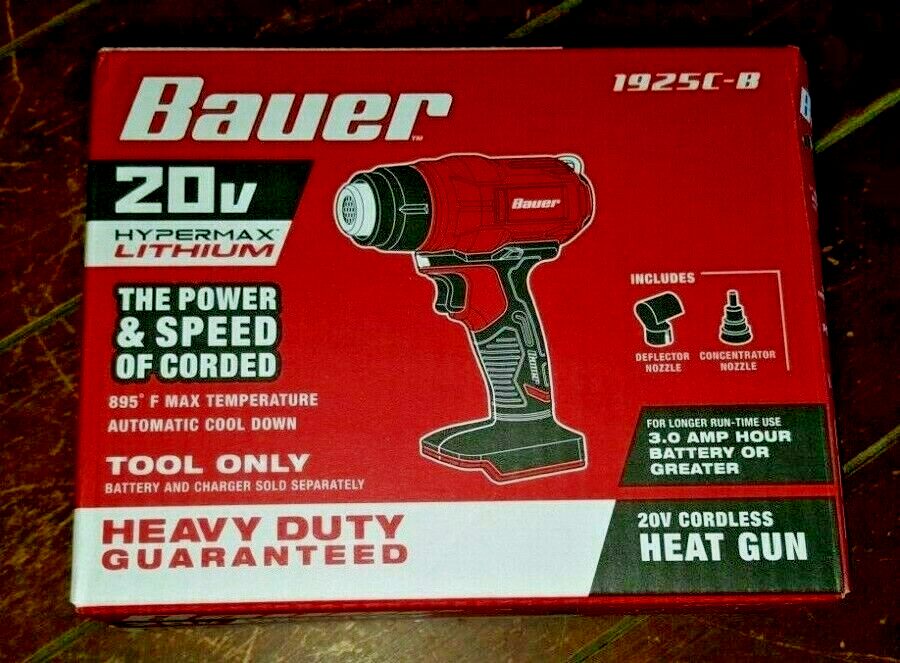 Bauer™
1925C-B
20v
HYPERMAX™
LITHIUM
THE POWER
& SPEED
OF CORDED
895° F MAX TEMPERATURE
AUTOMATIC COOL DOWN
TOOL ONLY
BATTERY AND CHARGER SOLD SEPARATELY
HEAVY DUTY
GUARANTEED
Bauer
Bauer
INCLUDES
DEFLECTOR
NOZZLE
CONCENTRATOR
NOZZLE
FOR LONGER RUN-TIME USE
3.0 AMP HOUR
BATTERY OR
GREATER
20V CORDLESS
HEAT GUN